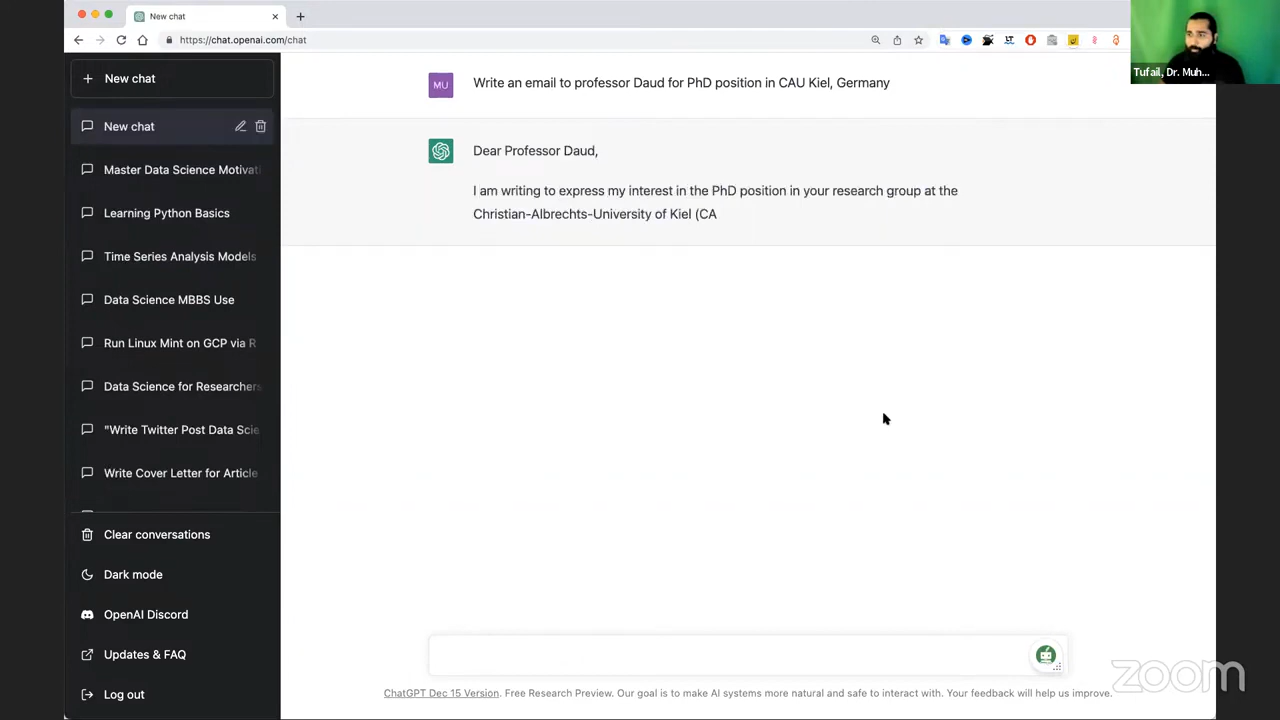 New chat
https://chat.openai.com/chat
Tufail, Dr. Muh...
New chat
New chat
Master Data Science Motivati
Learning Python Basics
Time Series Analysis Models
Data Science MBBS Use
Run Linux Mint on GCP via R
Data Science for Researchers
"Write Twitter Post Data Scie
Write Cover Letter for Article
Clear conversations
Dark mode
OpenAI Discord
Updates & FAQ
Log out
MU
Write an email to professor Daud for PhD position in CAU Kiel, Germany
Dear Professor Daud,
I am writing to express my interest in the PhD position in your research group at the
Christian-Albrechts-University of Kiel (CA
ChatGPT Dec 15 Version. Free Research Preview. Our goal is to make AI systems more natural and safe to interact with. Your feedback will help us improve.
zoom